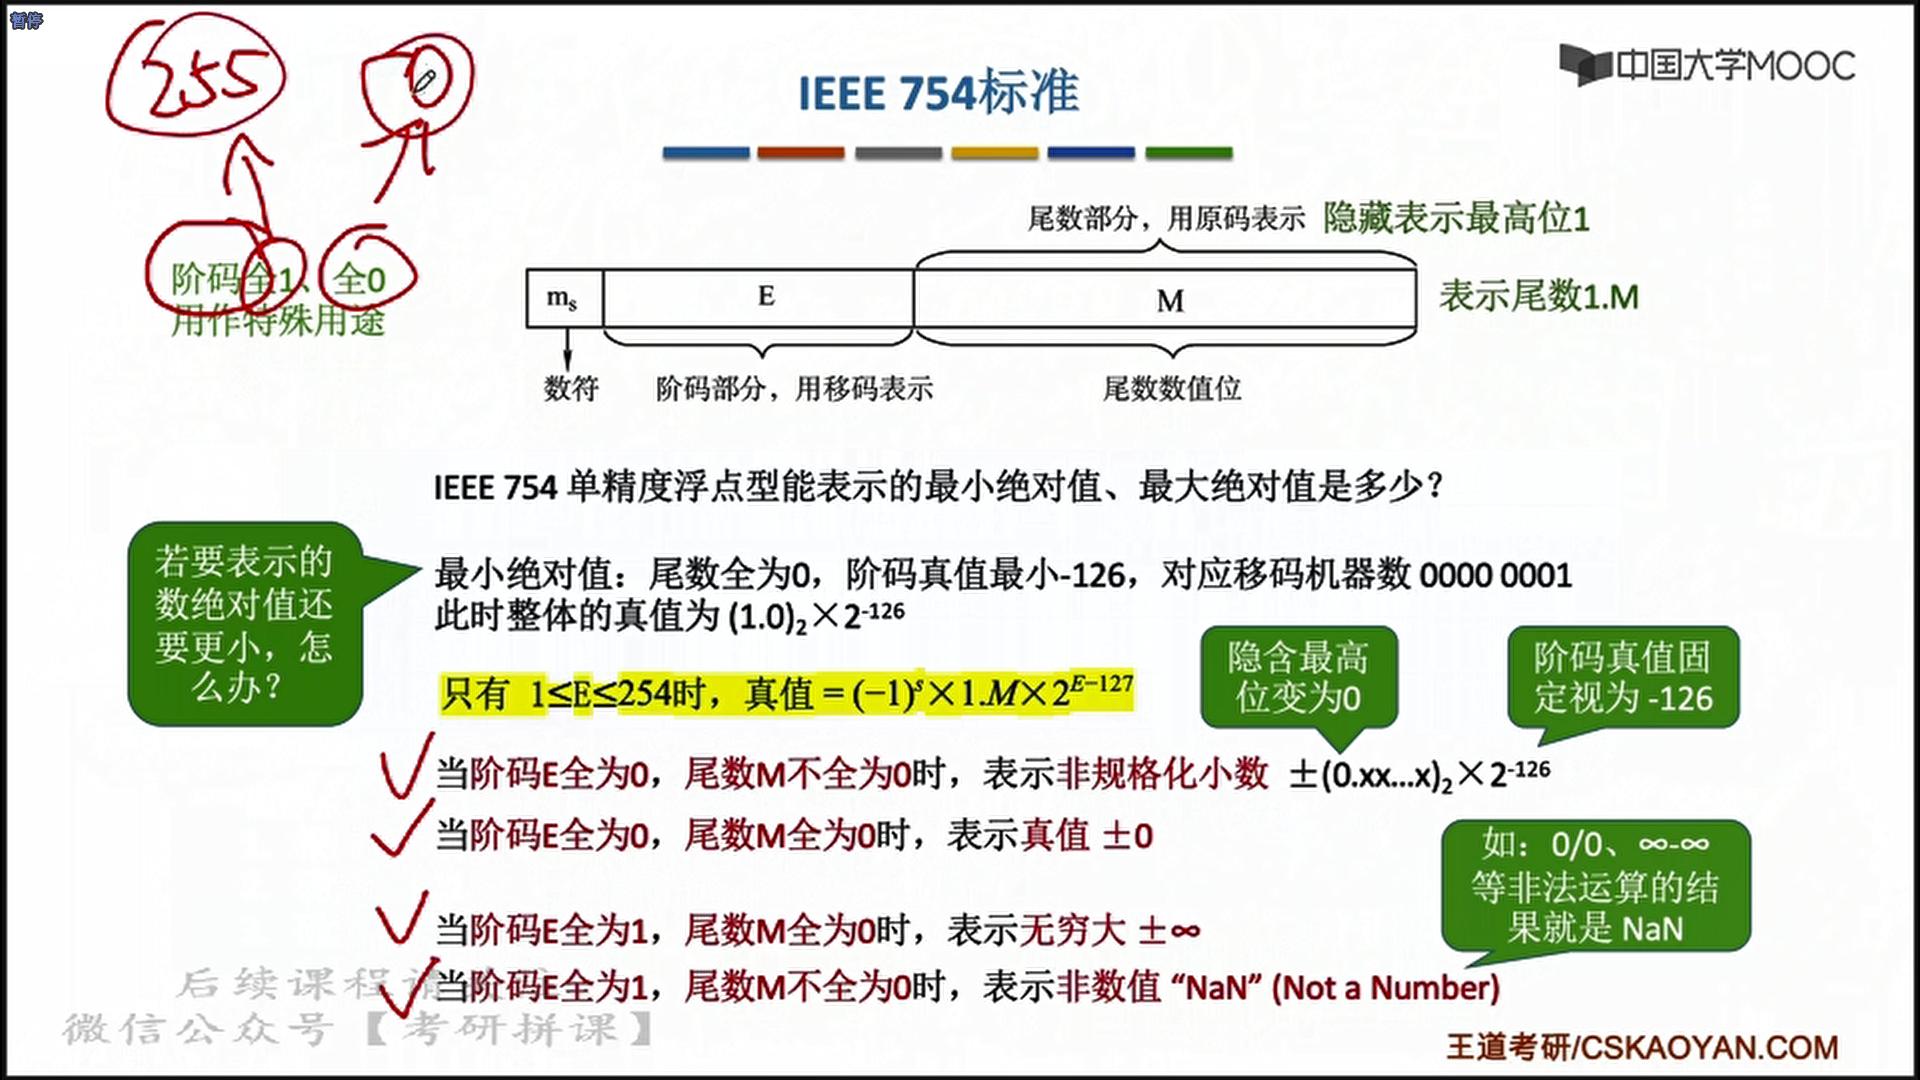 暂停
255
0
中国大学MOOC
IEEE 754标准
尾数部分，用原码表示 隐藏表示最高位1
阶码全1、全0
用作特殊用途
mₛ E M
表示尾数1.M
数符 阶码部分，用移码表示 尾数数值位
IEEE 754 单精度浮点型能表示的最小绝对值、最大绝对值是多少？
若要表示的
数绝对值还
要更小，怎
么办？
最小绝对值：尾数全为0，阶码真值最小-126，对应移码机器数 0000 0001
此时整体的真值为 (1.0)₂×2⁻¹²⁶
隐含最高
位变为0
阶码真值固
定视为 -126
只有 1≤E≤254时，真值 = (−1)ˢ×1.M×2ᴱ⁻¹²⁷
当阶码E全为0，尾数M不全为0时，表示非规格化小数 ±(0.xx...x)₂×2⁻¹²⁶
当阶码E全为0，尾数M全为0时，表示真值 ±0
如：0/0、∞-∞
等非法运算的结
果就是 NaN
当阶码E全为1，尾数M全为0时，表示无穷大 ±∞
当阶码E全为1，尾数M不全为0时，表示非数值 “NaN” (Not a Number)
后续课程请
微信公众号【考研拼课】
王道考研/CSKAOYAN.COM